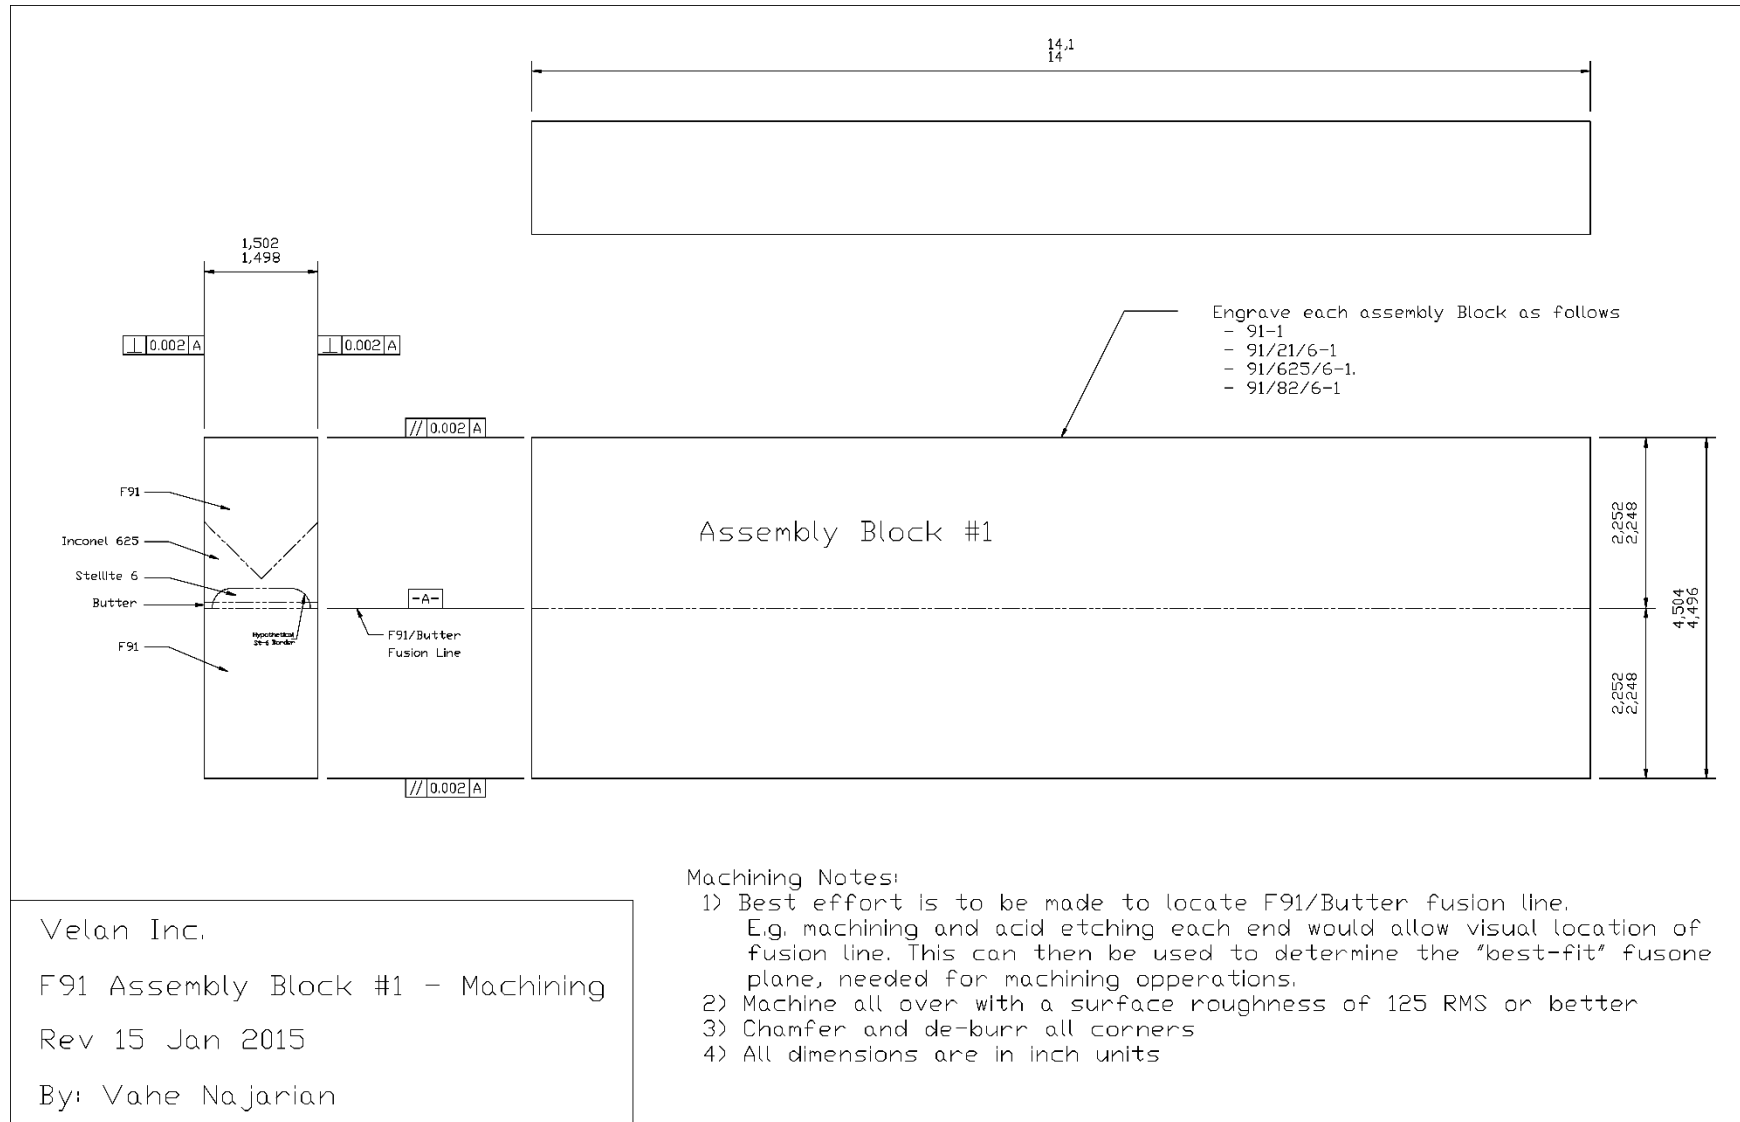 14,1
14
1,502
1,498
⊥ 0.002 A
⊥ 0.002 A
Engrave each assembly Block as follows
- 91-1
- 91/21/6-1
- 91/625/6-1.
- 91/82/6-1
// 0.002 A
F91
Inconel 625
Stellite 6
Butter
F91
Hypothetical
St-6 Border
-A-
F91/Butter
Fusion Line
Assembly Block #1
2,252
2,248
4,504
4,496
2,252
2,248
// 0.002 A
Machining Notes:
1) Best effort is to be made to locate F91/Butter fusion line.
E.g. machining and acid etching each end would allow visual location of
fusion line. This can then be used to determine the "best-fit" fusone
plane, needed for machining opperations.
2) Machine all over with a surface roughness of 125 RMS or better
3) Chamfer and de-burr all corners
4) All dimensions are in inch units
Velan Inc.
F91 Assembly Block #1 - Machining
Rev 15 Jan 2015
By: Vahe Najarian